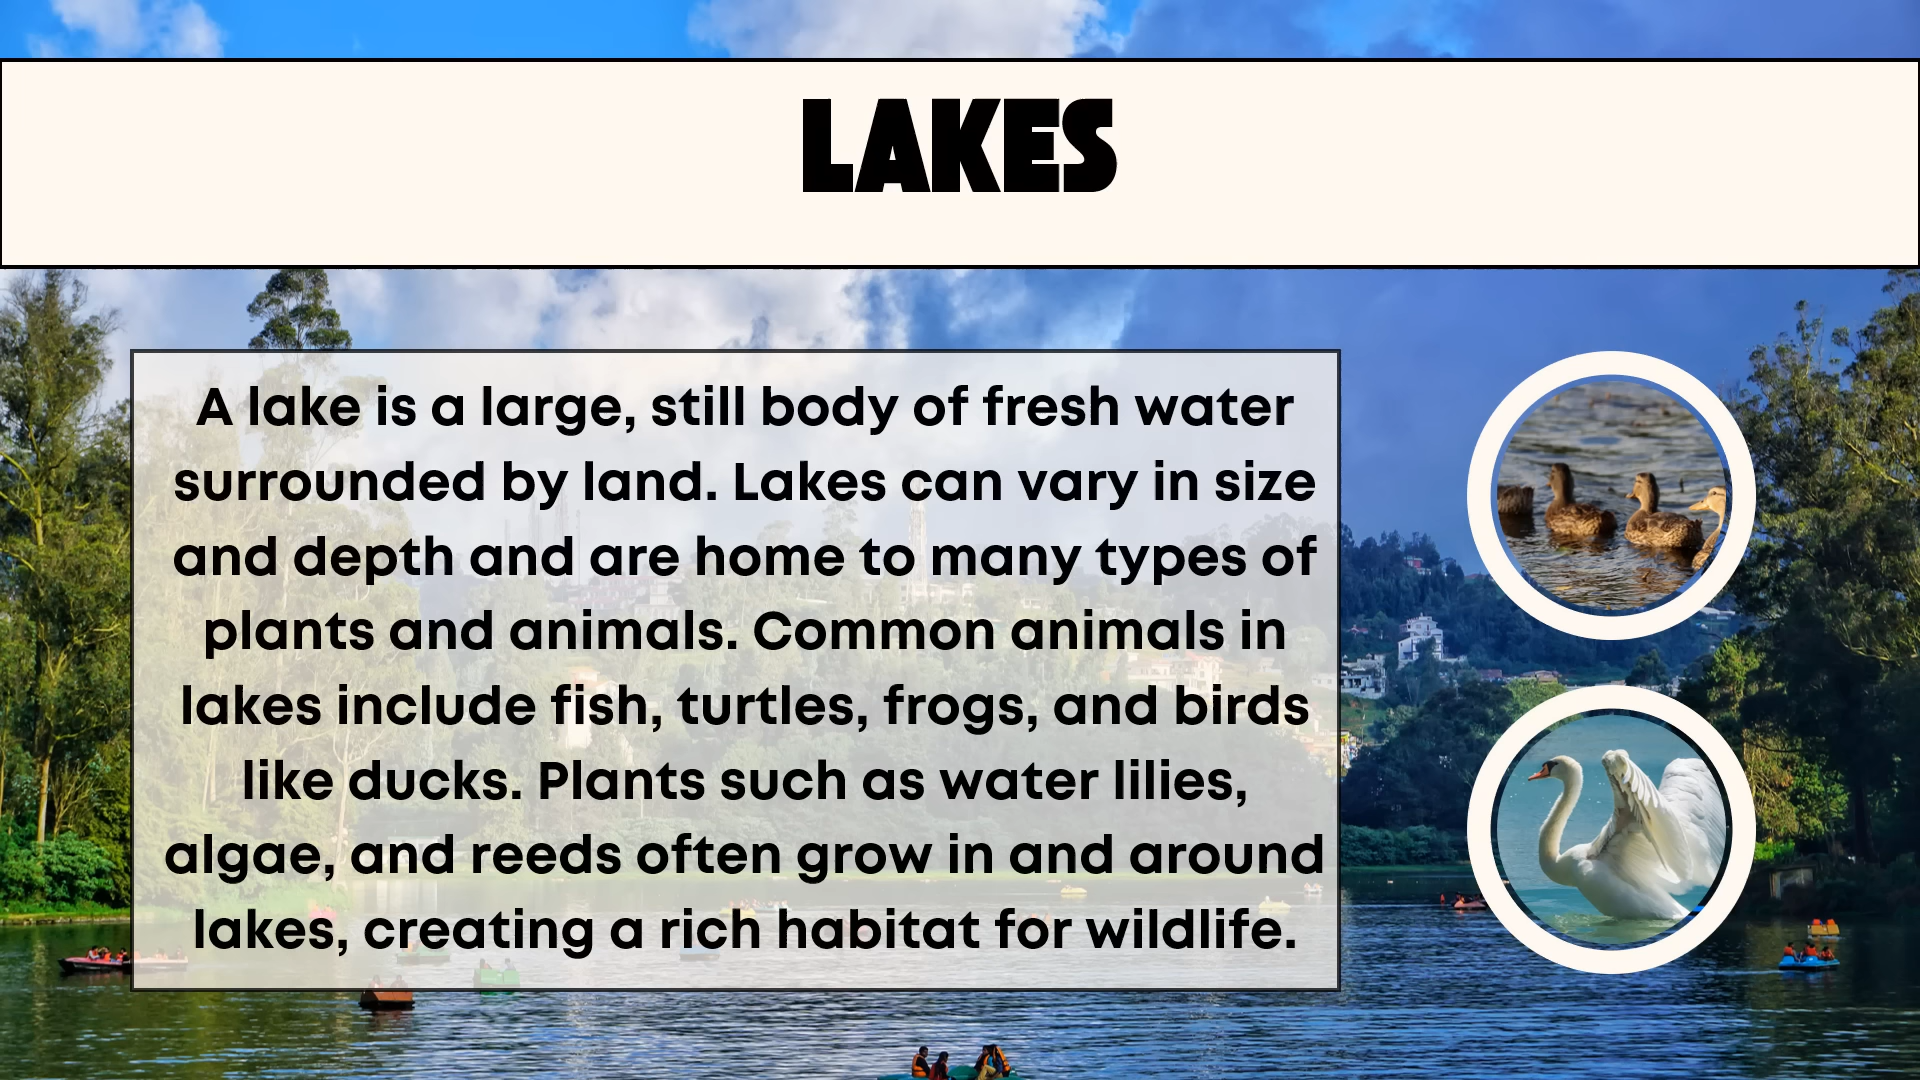 LAKES
A lake is a large, still body of fresh water
surrounded by land. Lakes can vary in size
and depth and are home to many types of
plants and animals. Common animals in
lakes include fish, turtles, frogs, and birds
like ducks. Plants such as water lilies,
algae, and reeds often grow in and around
lakes, creating a rich habitat for wildlife.